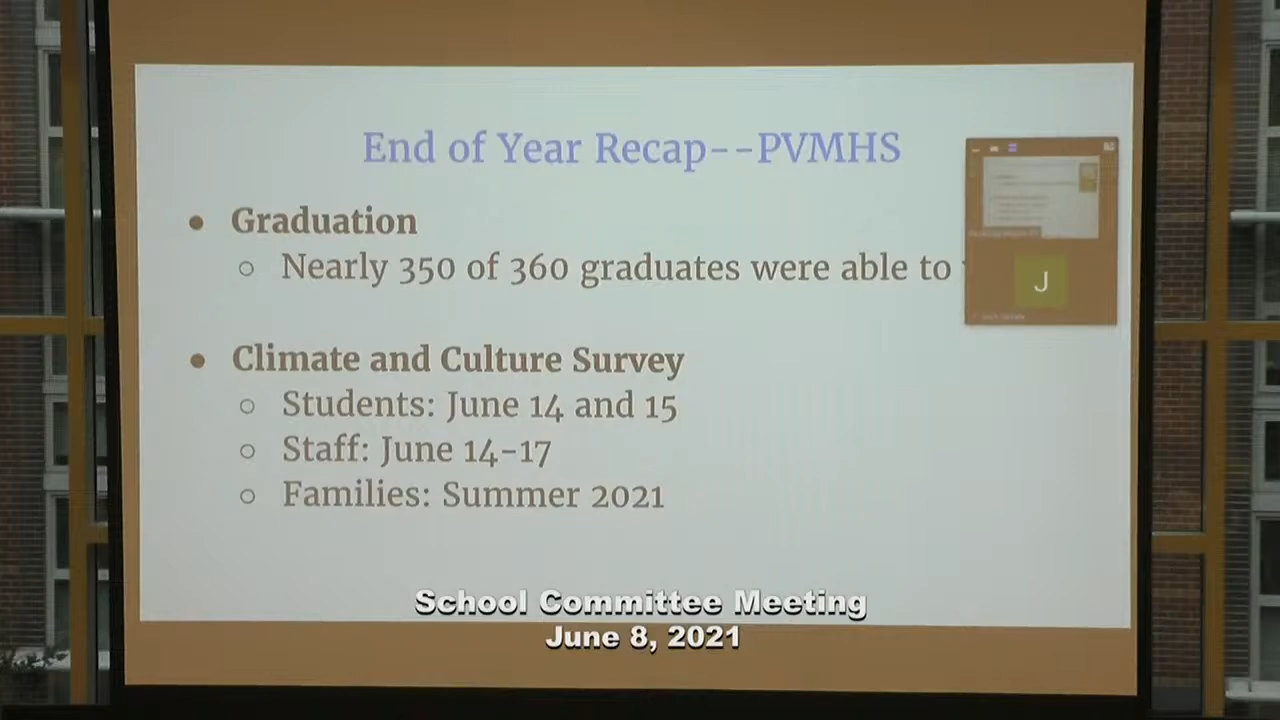 End of Year Recap--PVMHS
Graduation
Nearly 350 of 360 graduates were able to
J
Climate and Culture Survey
Students: June 14 and 15
Staff: June 14-17
Families: Summer 2021
School Committee Meeting
June 8, 2021